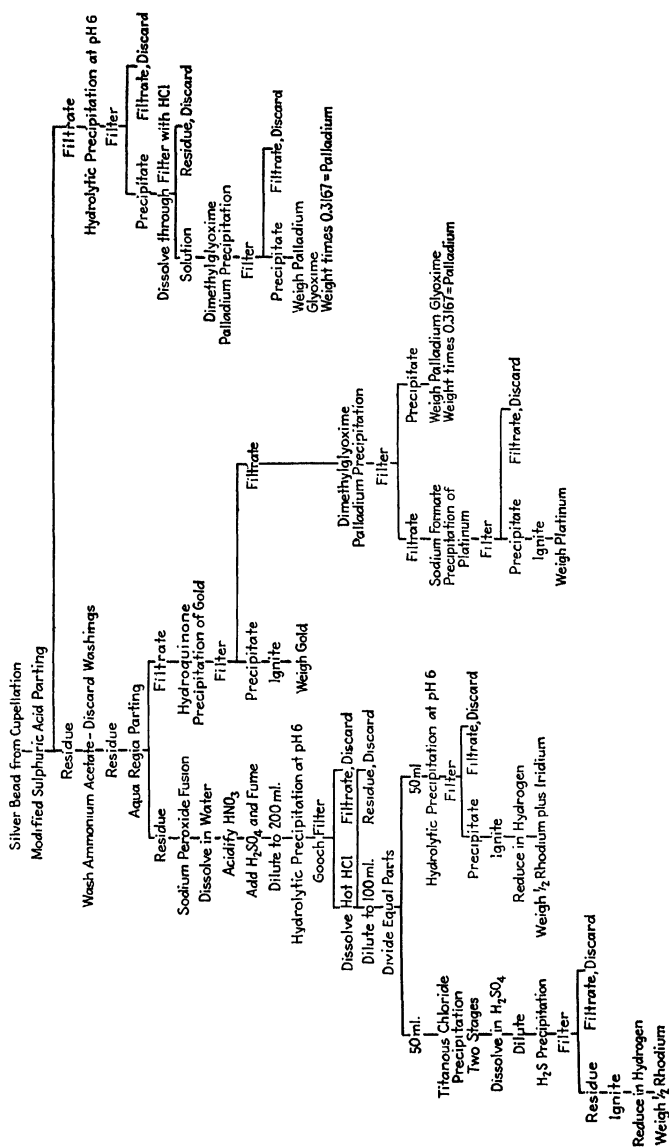 Silver Bead from Cupellation
Modified Sulphuric Acid Parting
Residue
Wash Ammonium Acetate - Discard Washings
Residue
Aqua Regia Parting
Residue
Sodium Peroxide Fusion
Dissolve in Water
Acidify HNO3
Add H2SO4 and Fume
Dilute to 200 ml.
Hydrolytic Precipitation at pH 6
Gooch Filter
Dissolve Hot HCl
Filtrate, Discard
Dilute to 100 ml.
Residue, Discard
Divide Equal Parts
50 ml.
Titanous Chloride
Precipitation
Two Stages
Dissolve in H2SO4
Dilute
H2S Precipitation
Filter
Residue
Filtrate, Discard
Ignite
Reduce in Hydrogen
Weigh 1/2 Rhodium
50 ml
Hydrolytic Precipitation at pH 6
Filter
Precipitate
Filtrate, Discard
Ignite
Reduce in Hydrogen
Weigh 1/2 Rhodium plus Iridium
Filtrate
Hydroquinone
Precipitation of Gold
Filter
Precipitate
Ignite
Weigh Gold
Filtrate
Dimethylglyoxime
Palladium Precipitation
Filter
Filtrate
Sodium Formate
Precipitation of
Platinum
Filter
Precipitate
Filtrate, Discard
Ignite
Weigh Platinum
Precipitate
Weigh Palladium Glyoxime
Weight times 0.3167 = Palladium
Filtrate
Hydrolytic Precipitation at pH 6
Filter
Precipitate
Filtrate, Discard
Dissolve through Filter with HCl
Solution
Residue, Discard
Dimethylglyoxime
Palladium Precipitation
Filter
Precipitate
Filtrate, Discard
Weigh Palladium
Glyoxime
Weight times 0.3167 = Palladium